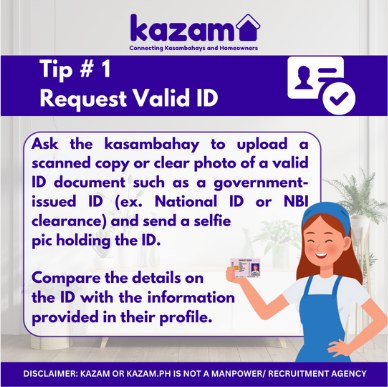 kazam
Connecting Kasambahays and Homeowners
Tip # 1
Request Valid ID
Ask the kasambahay to upload a
scanned copy or clear photo of a valid
ID document such as a government-
issued ID (ex. National ID or NBI
clearance) and send a selfie
pic holding the ID.
Compare the details on
the ID with the information
provided in their profile.
DISCLAIMER: KAZAM OR KAZAM.PH IS NOT A MANPOWER/ RECRUITMENT AGENCY